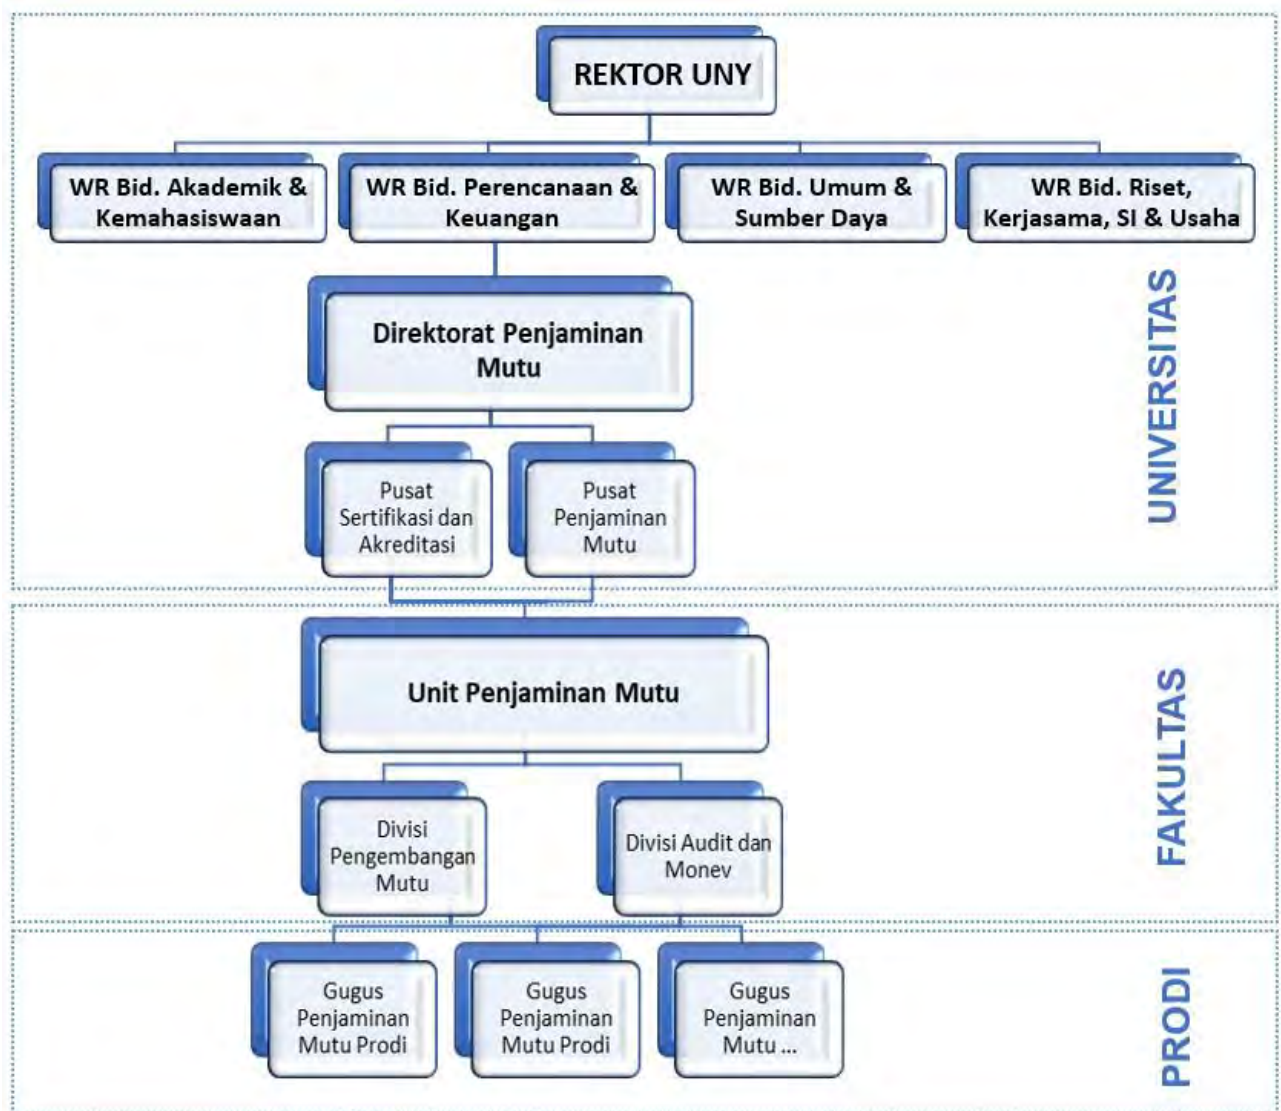 REKTOR UNY
WR Bid. Akademik &
Kemahasiswaan
WR Bid. Perencanaan &
Keuangan
WR Bid. Umum &
Sumber Daya
WR Bid. Riset,
Kerjasama, SI & Usaha
Direktorat Penjaminan
Mutu
Pusat
Sertifikasi dan
Akreditasi
Pusat
Penjaminan
Mutu
UNIVERSITAS
Unit Penjaminan Mutu
Divisi
Pengembangan
Mutu
Divisi Audit dan
Monev
FAKULTAS
Gugus
Penjaminan
Mutu Prodi
Gugus
Penjaminan
Mutu Prodi
Gugus
Penjaminan
Mutu ...
PRODI